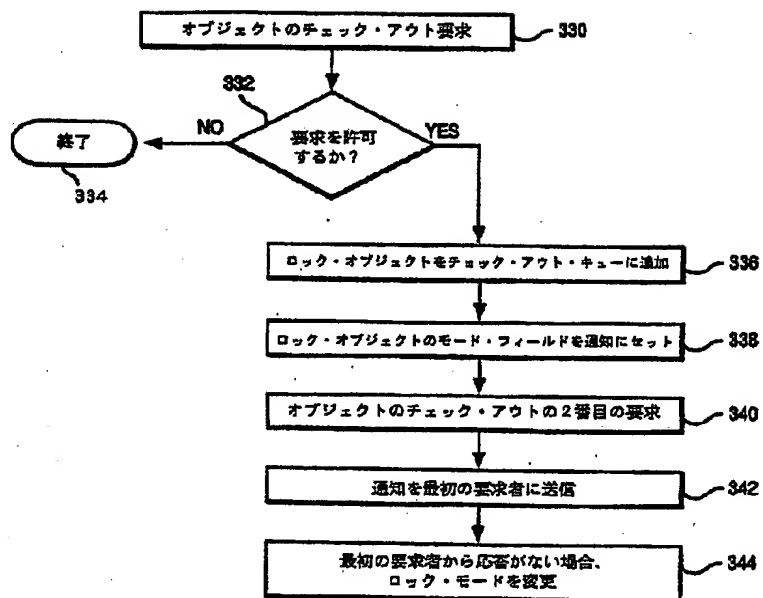 オブジェクトのチェック・アウト要求
330
332
NO
要求を許可
するか?
YES
終了
334
ロック・オブジェクトをチェック・アウト・キューに追加
336
ロック・オブジェクトのモード・フィールドを通知にセット
338
オブジェクトのチェック・アウトの2番目の要求
340
通知を最初の要求者に送信
342
最初の要求者から応答がない場合、
ロック・モードを変更
344